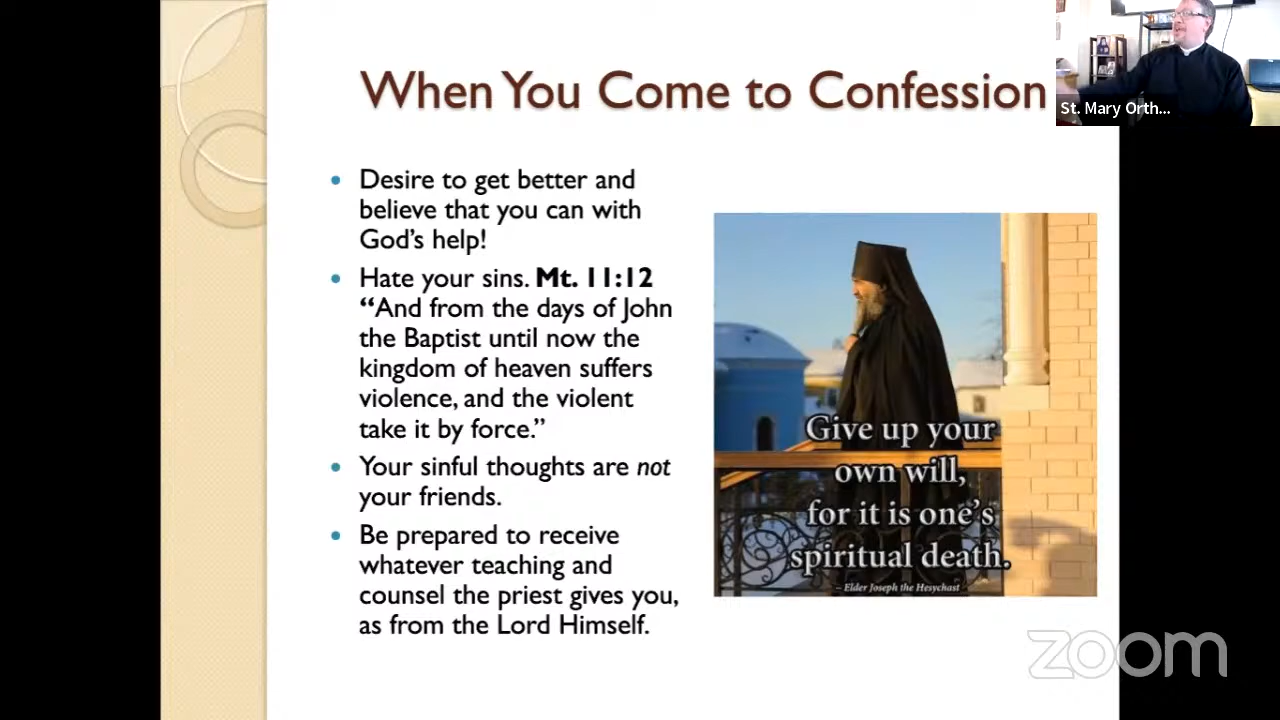 When You Come to Confession
St. Mary Orth...
• Desire to get better and
believe that you can with
God's help!
• Hate your sins. Mt. 11:12
“And from the days of John
the Baptist until now the
kingdom of heaven suffers
violence, and the violent
take it by force.”
• Your sinful thoughts are not
your friends.
• Be prepared to receive
whatever teaching and
counsel the priest gives you,
as from the Lord Himself.
Give up your
own will,
for it is one's
spiritual death.
– Elder Joseph the Hesychast
zoom